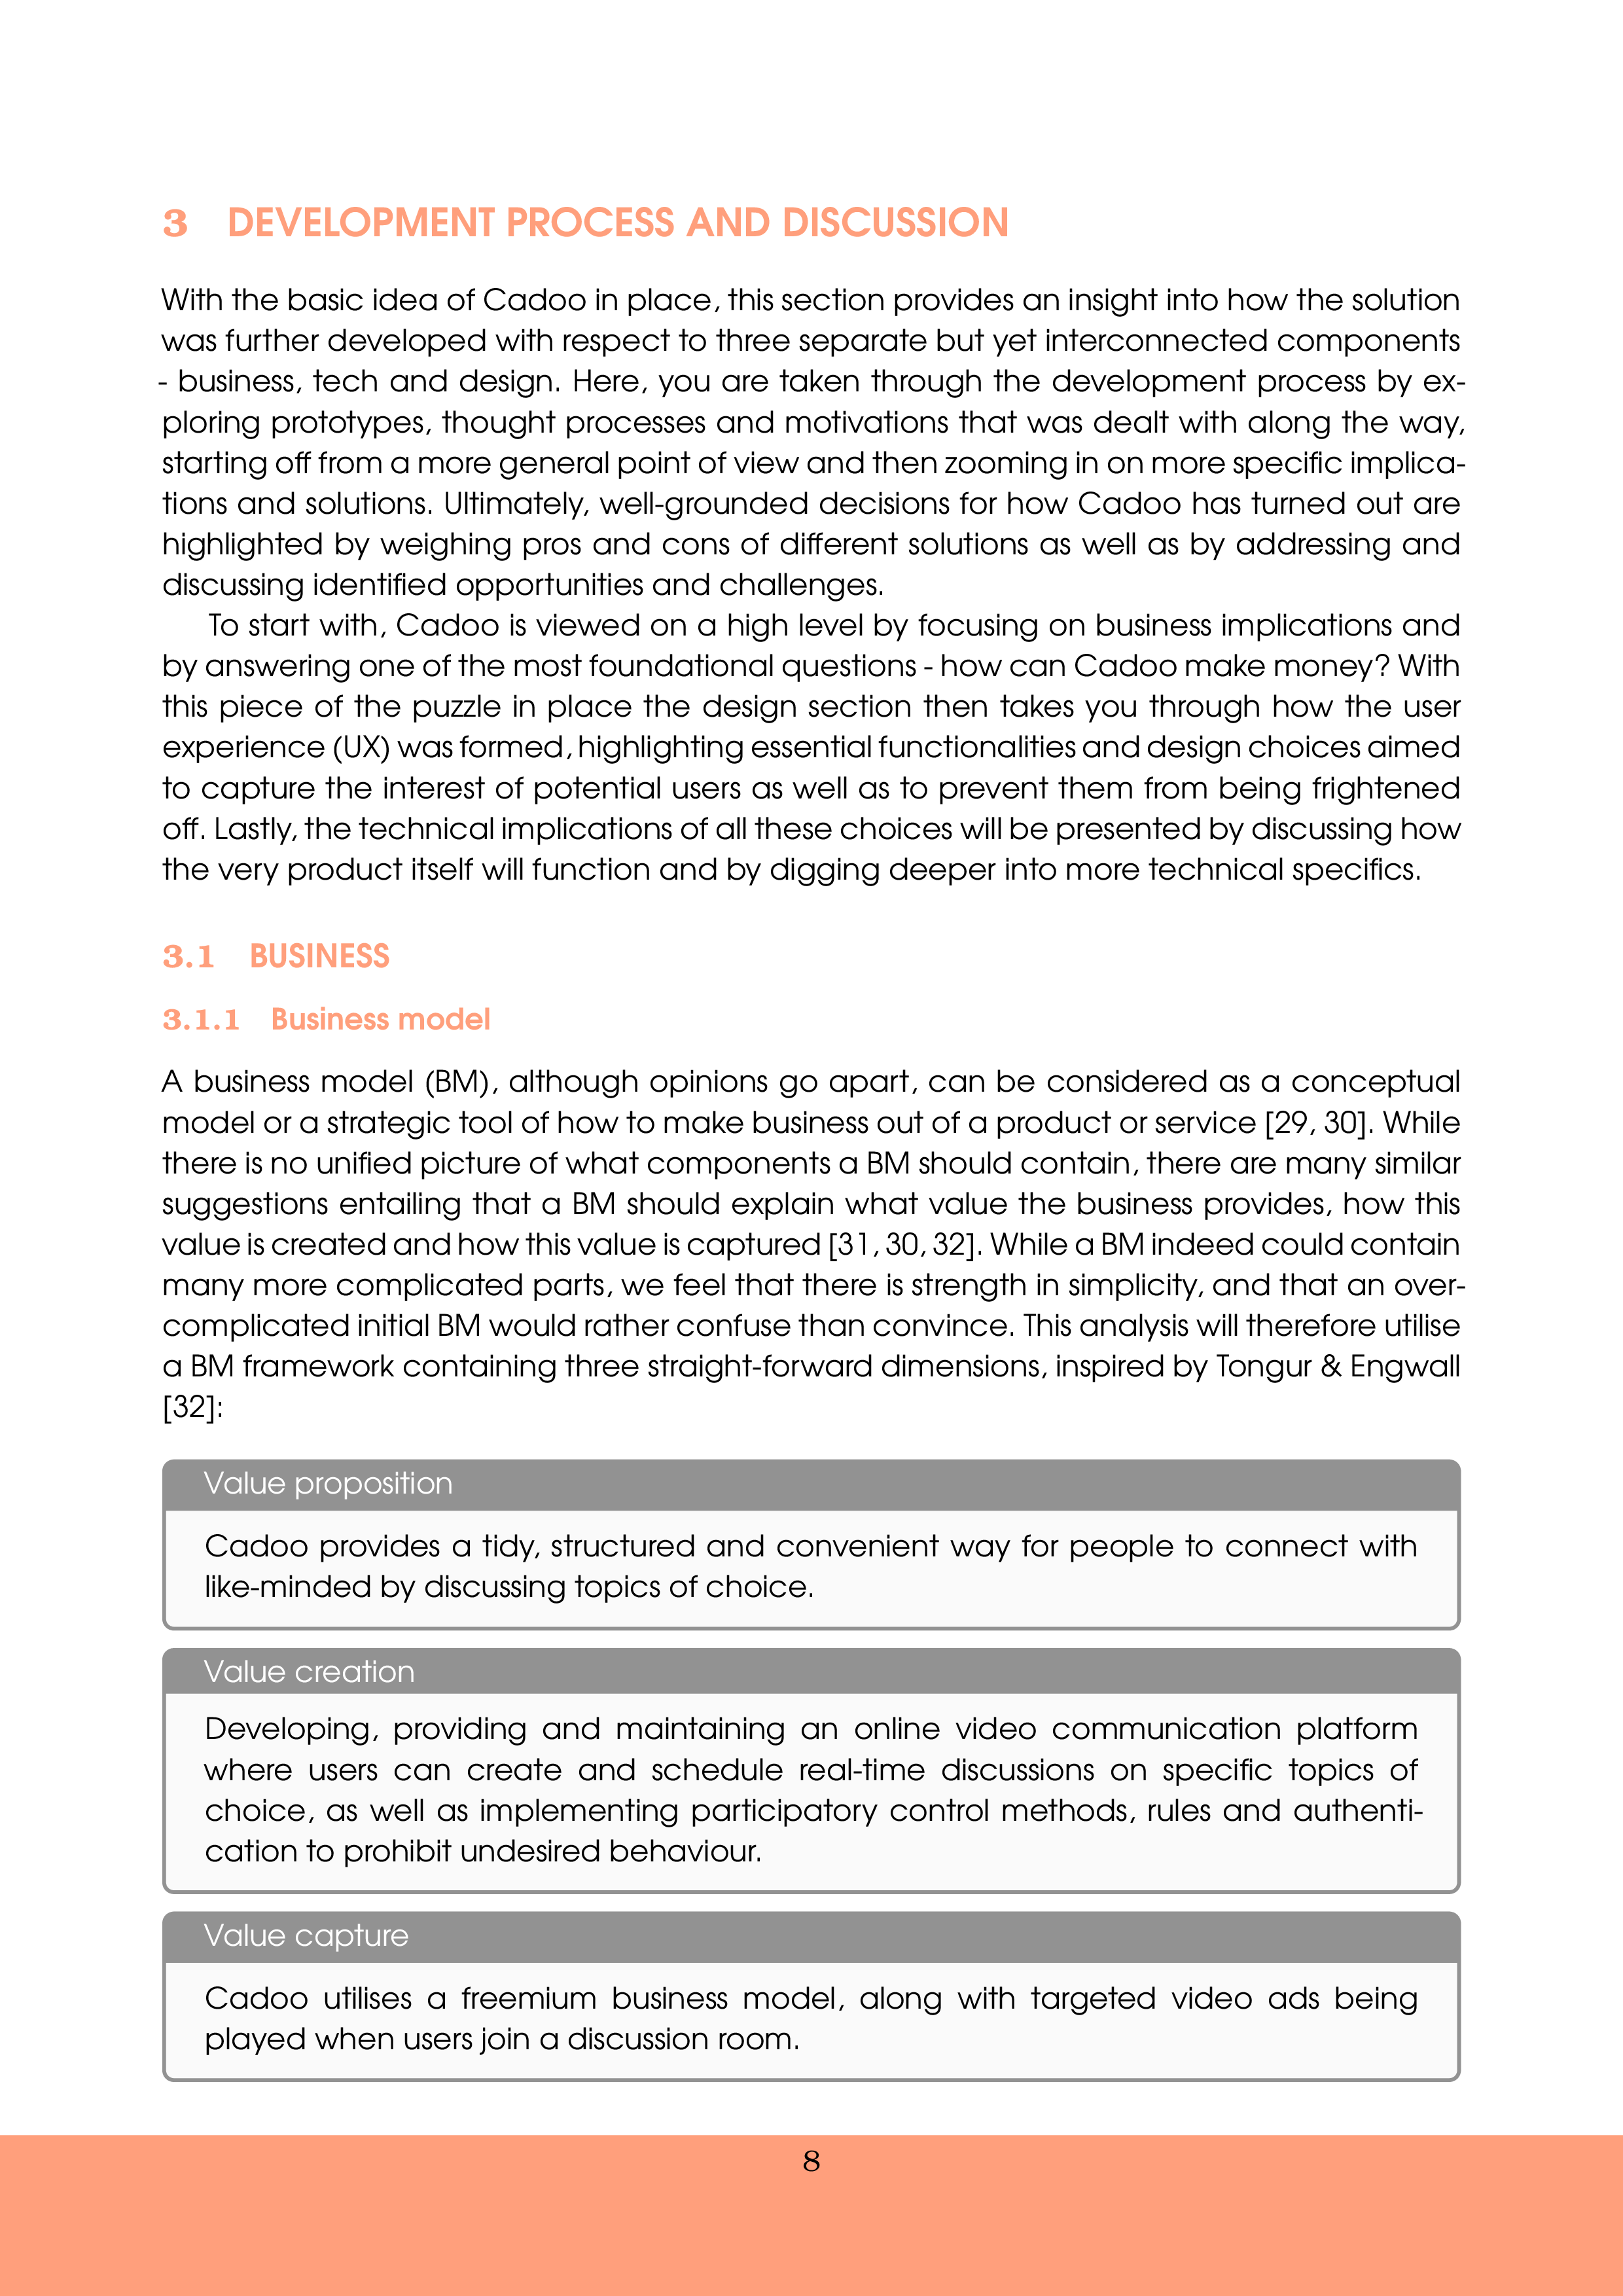 3 DEVELOPMENT PROCESS AND DISCUSSION
With the basic idea of Cadoo in place, this section provides an insight into how the solution
was further developed with respect to three separate but yet interconnected components
- business, tech and design. Here, you are taken through the development process by ex-
ploring prototypes, thought processes and motivations that was dealt with along the way,
starting off from a more general point of view and then zooming in on more specific implica-
tions and solutions. Ultimately, well-grounded decisions for how Cadoo has turned out are
highlighted by weighing pros and cons of different solutions as well as by addressing and
discussing identified opportunities and challenges.
To start with, Cadoo is viewed on a high level by focusing on business implications and
by answering one of the most foundational questions - how can Cadoo make money? With
this piece of the puzzle in place the design section then takes you through how the user
experience (UX) was formed, highlighting essential functionalities and design choices aimed
to capture the interest of potential users as well as to prevent them from being frightened
off. Lastly, the technical implications of all these choices will be presented by discussing how
the very product itself will function and by digging deeper into more technical specifics.
3.1 BUSINESS
3.1.1 Business model
A business model (BM), although opinions go apart, can be considered as a conceptual
model or a strategic tool of how to make business out of a product or service [29, 30]. While
there is no unified picture of what components a BM should contain, there are many similar
suggestions entailing that a BM should explain what value the business provides, how this
value is created and how this value is captured [31, 30, 32]. While a BM indeed could contain
many more complicated parts, we feel that there is strength in simplicity, and that an over-
complicated initial BM would rather confuse than convince. This analysis will therefore utilise
a BM framework containing three straight-forward dimensions, inspired by Tongur & Engwall
[32]:
Value proposition
Cadoo provides a tidy, structured and convenient way for people to connect with
like-minded by discussing topics of choice.
Value creation
Developing, providing and maintaining an online video communication platform
where users can create and schedule real-time discussions on specific topics of
choice, as well as implementing participatory control methods, rules and authenti-
cation to prohibit undesired behaviour.
Value capture
Cadoo utilises a freemium business model, along with targeted video ads being
played when users join a discussion room.
8